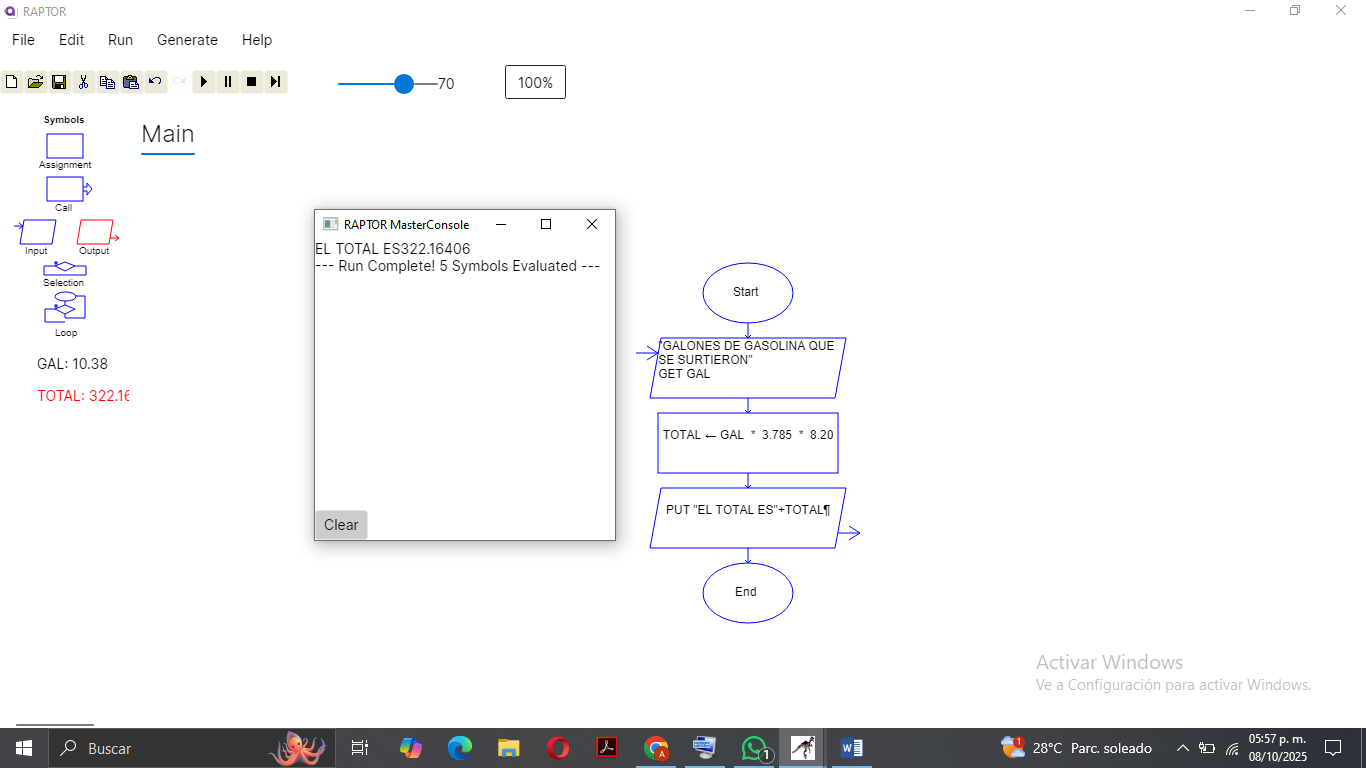 RAPTOR
File Edit Run Generate Help
70
100%
Symbols
Assignment
Call
Input Output
Selection
Loop
GAL: 10.38
TOTAL: 322.16
Main
RAPTOR MasterConsole
EL TOTAL ES322.16406
--- Run Complete! 5 Symbols Evaluated ---
Clear
Start
"GALONES DE GASOLINA QUE
SE SURTIERON"
GET GAL
TOTAL ← GAL * 3.785 * 8.20
PUT "EL TOTAL ES"+TOTAL¶
End
Activar Windows
Ve a Configuración para activar Windows.
Buscar
1
1
28°C Parc. soleado
05:57 p. m.
08/10/2025